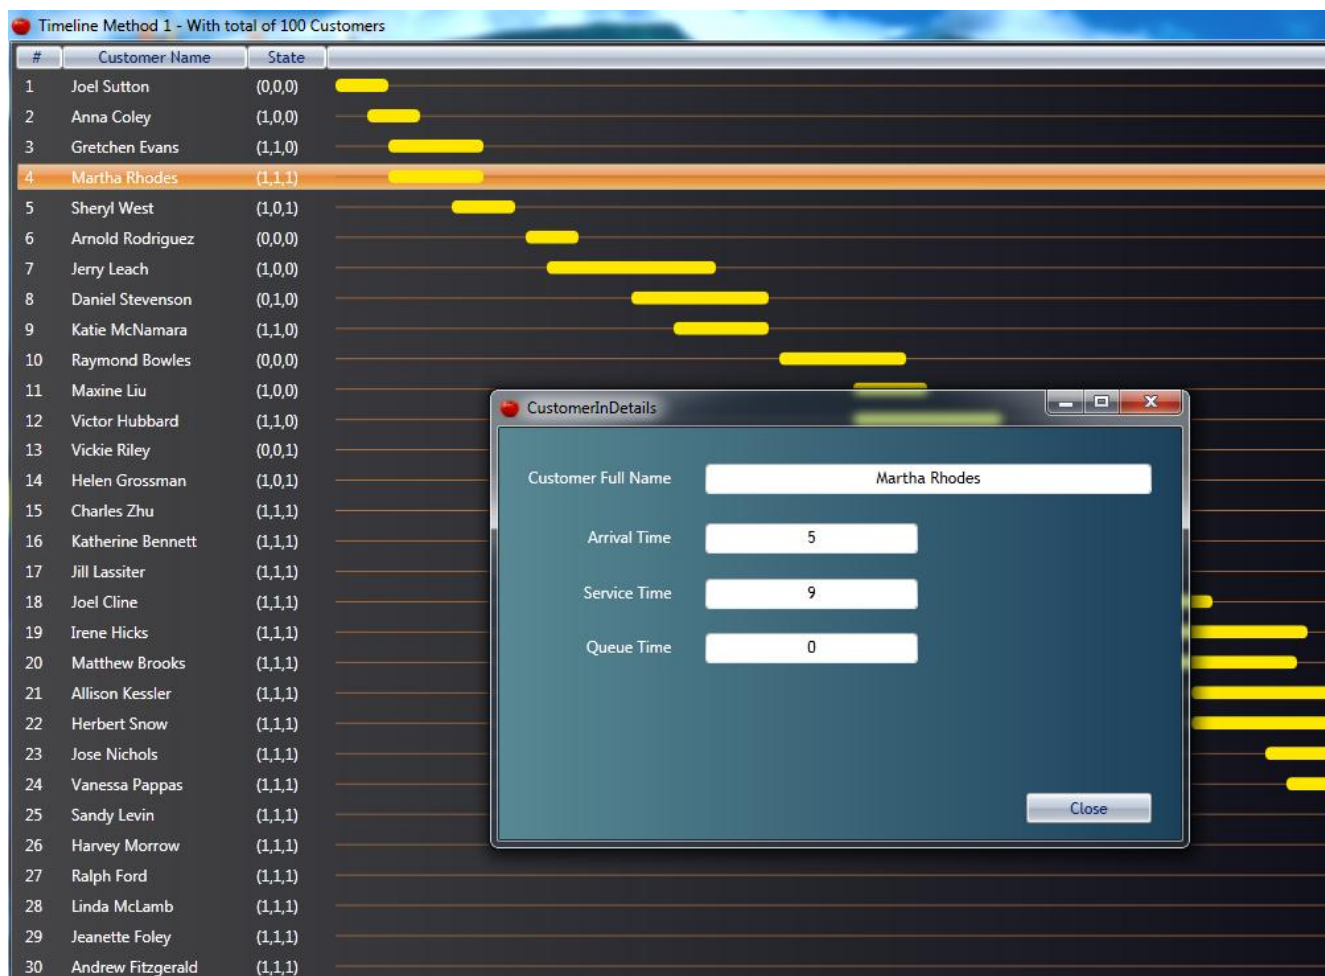 Timeline Method 1 - With total of 100 Customers
# Customer Name State
1 Joel Sutton (0,0,0)
2 Anna Coley (1,0,0)
3 Gretchen Evans (1,1,0)
4 Martha Rhodes (1,1,1)
5 Sheryl West (1,0,1)
6 Arnold Rodriguez (0,0,0)
7 Jerry Leach (1,0,0)
8 Daniel Stevenson (0,1,0)
9 Katie McNamara (1,1,0)
10 Raymond Bowles (0,0,0)
11 Maxine Liu (1,0,0)
12 Victor Hubbard (1,1,0)
13 Vickie Riley (0,0,1)
14 Helen Grossman (1,0,1)
15 Charles Zhu (1,1,1)
16 Katherine Bennett (1,1,1)
17 Jill Lassiter (1,1,1)
18 Joel Cline (1,1,1)
19 Irene Hicks (1,1,1)
20 Matthew Brooks (1,1,1)
21 Allison Kessler (1,1,1)
22 Herbert Snow (1,1,1)
23 Jose Nichols (1,1,1)
24 Vanessa Pappas (1,1,1)
25 Sandy Levin (1,1,1)
26 Harvey Morrow (1,1,1)
27 Ralph Ford (1,1,1)
28 Linda McLamb (1,1,1)
29 Jeanette Foley (1,1,1)
30 Andrew Fitzgerald (1,1,1)
CustomerInDetails
Customer Full Name Martha Rhodes
Arrival Time 5
Service Time 9
Queue Time 0
Close